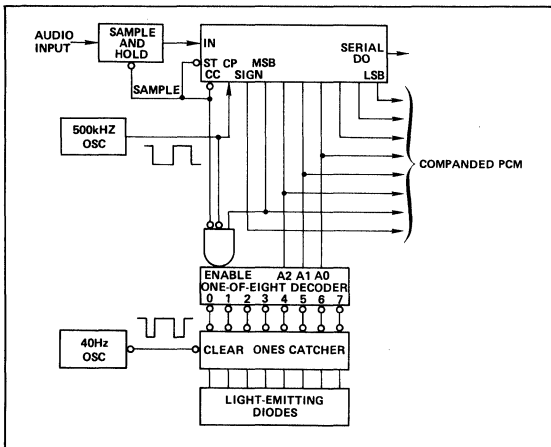 AUDIO
INPUT
SAMPLE
AND
HOLD
IN
SERIAL
DO
ST CP MSB
CC SIGN
LSB
SAMPLE
500kHZ
OSC
COMPANDED PCM
ENABLE A2 A1 A0
ONE-OF-EIGHT DECODER
0 1 2 3 4 5 6 7
40Hz
OSC
CLEAR ONES CATCHER
LIGHT-EMITTING
DIODES